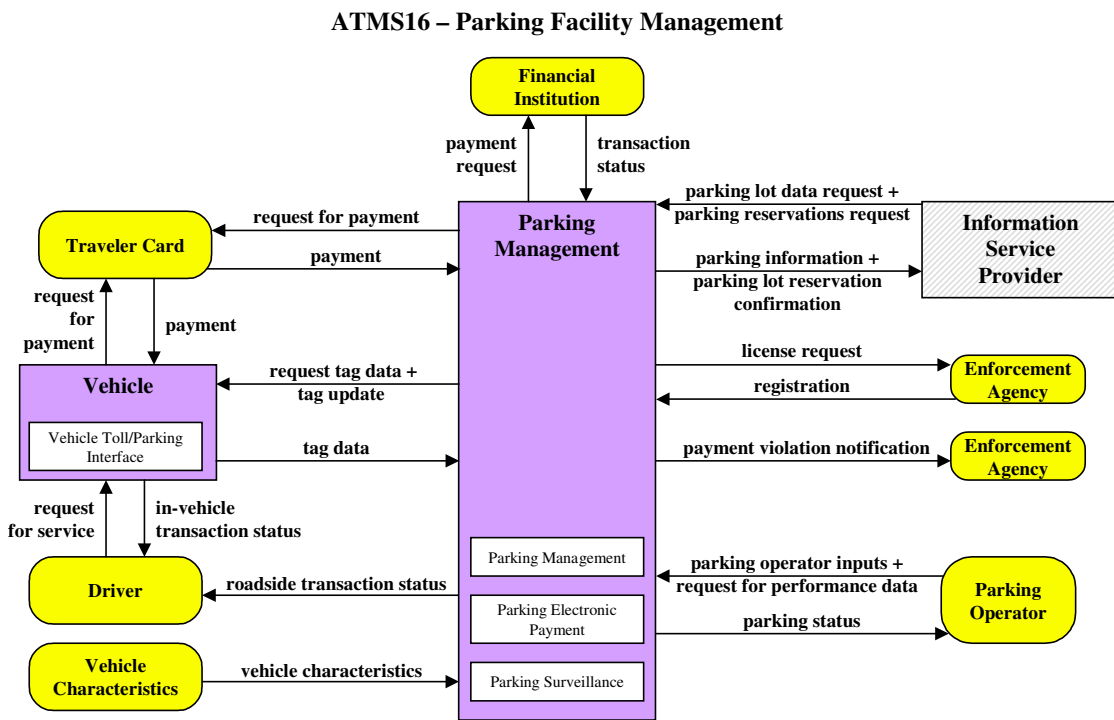 ATMS16 – Parking Facility Management
Financial
Institution
payment
request
transaction
status
parking lot data request +
parking reservations request
request for payment
Traveler Card
payment
Parking
Management
Information
Service
Provider
parking information +
parking lot reservation
confirmation
request
for
payment
payment
license request
Enforcement
Agency
registration
Vehicle
request tag data +
tag update
Vehicle Toll/Parking
Interface
tag data
payment violation notification
Enforcement
Agency
request
for service
in-vehicle
transaction status
Parking Management
parking operator inputs +
request for performance data
Driver
roadside transaction status
Parking Electronic
Payment
Parking
Operator
parking status
Vehicle
Characteristics
vehicle characteristics
Parking Surveillance